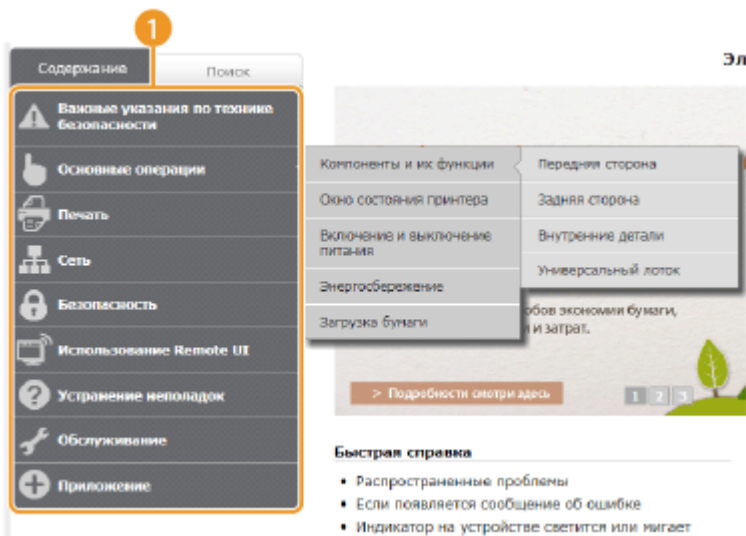 1
Содержание
Поиск
Эл
Важные указания по технике
безопасности
Основные операции
Печать
Сеть
Безопасность
Использование Remote UI
Устранение неполадок
Обслуживание
Приложение
Компоненты и их функции
Окно состояния принтера
Включение и выключение
питания
Энергосбережение
Загрузка бумаги
Передняя сторона
Задняя сторона
Внутренние детали
Универсальный лоток
обов экономии бумаги,
и затрат.
> Подробности смотри здесь
1 2 3
Быстрая справка
• Распространенные проблемы
• Если появляется сообщение об ошибке
• Индикатор на устройстве светится или мигает